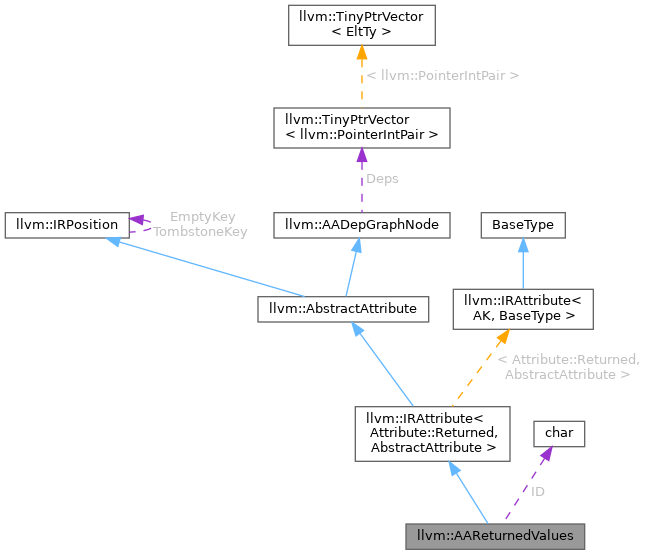 llvm::TinyPtrVector
< EltTy >
< llvm::PointerIntPair >
llvm::TinyPtrVector
< llvm::PointerIntPair >
Deps
llvm::IRPosition
EmptyKey
TombstoneKey
llvm::AADepGraphNode
BaseType
llvm::AbstractAttribute
llvm::IRAttribute<
AK, BaseType >
< Attribute::Returned,
AbstractAttribute >
llvm::IRAttribute<
Attribute::Returned,
AbstractAttribute >
char
ID
llvm::AAReturnedValues